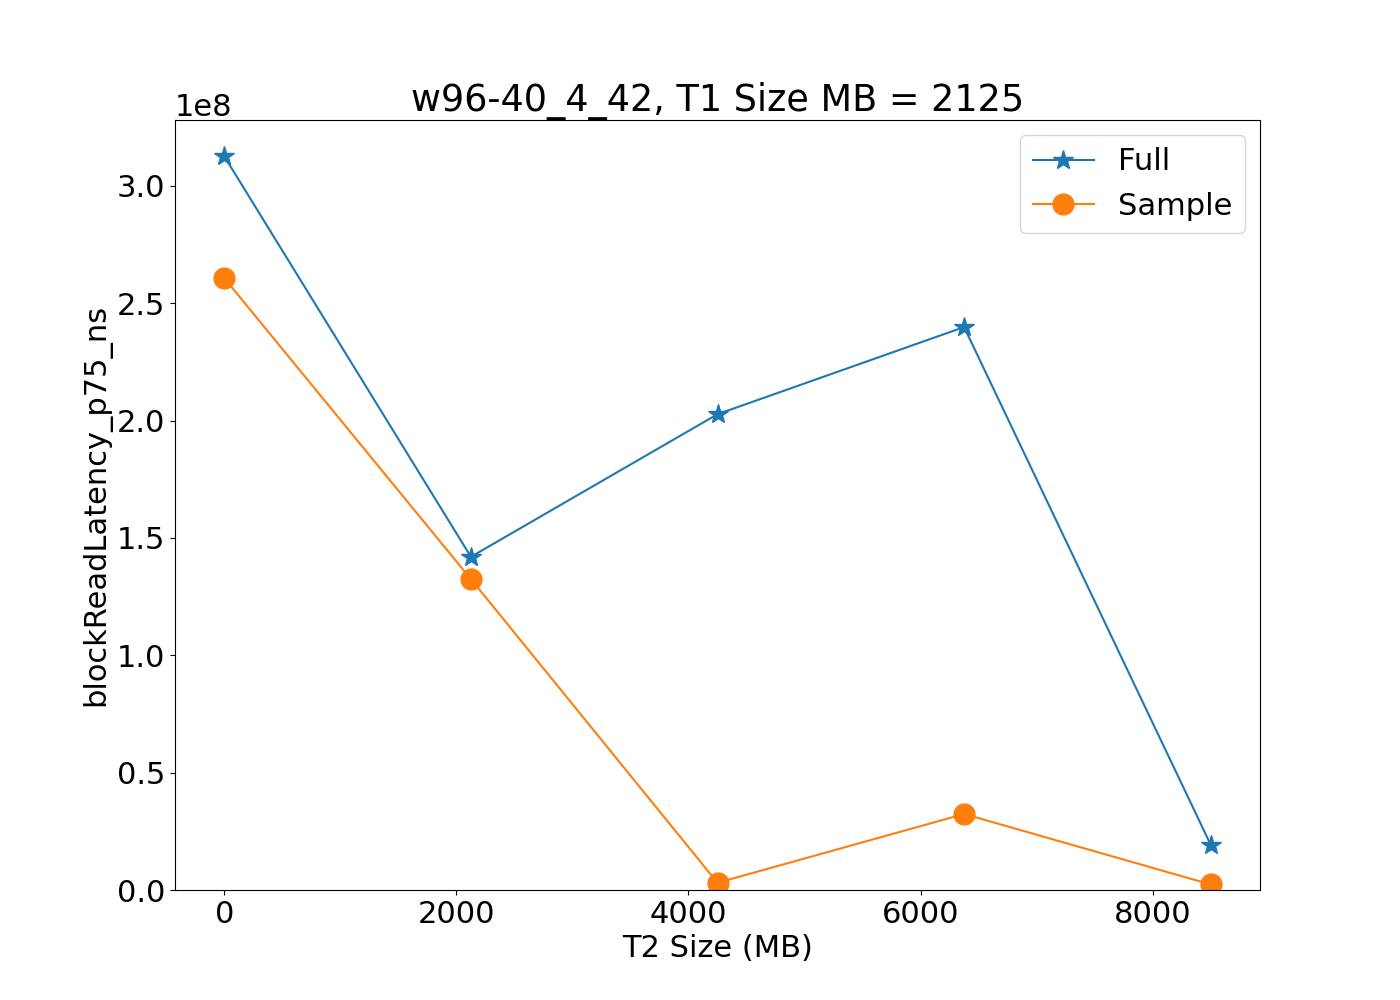 w96-40_4_42, T1 Size MB = 2125
1e8
Full
Sample
3.0
2.5
2.0
1.5
1.0
0.5
0.0
blockReadLatency_p75_ns
0 2000 4000 6000 8000
T2 Size (MB)